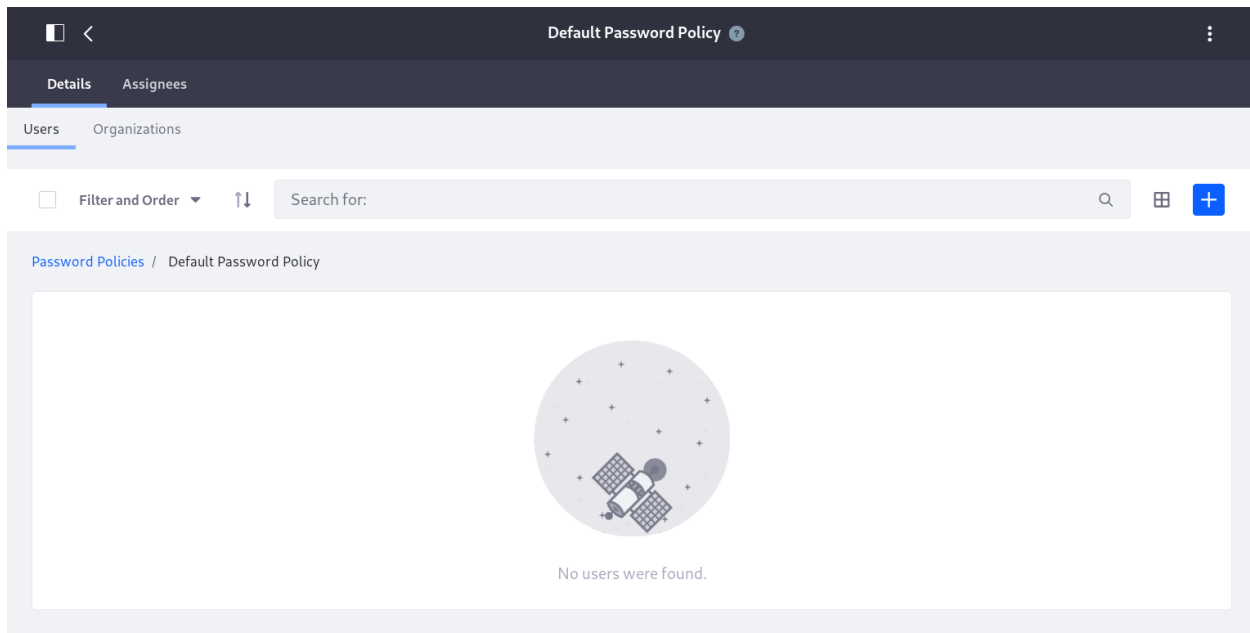 Default Password Policy ?
Details Assignees
Users Organizations
Filter and Order Search for:
Password Policies / Default Password Policy
No users were found.